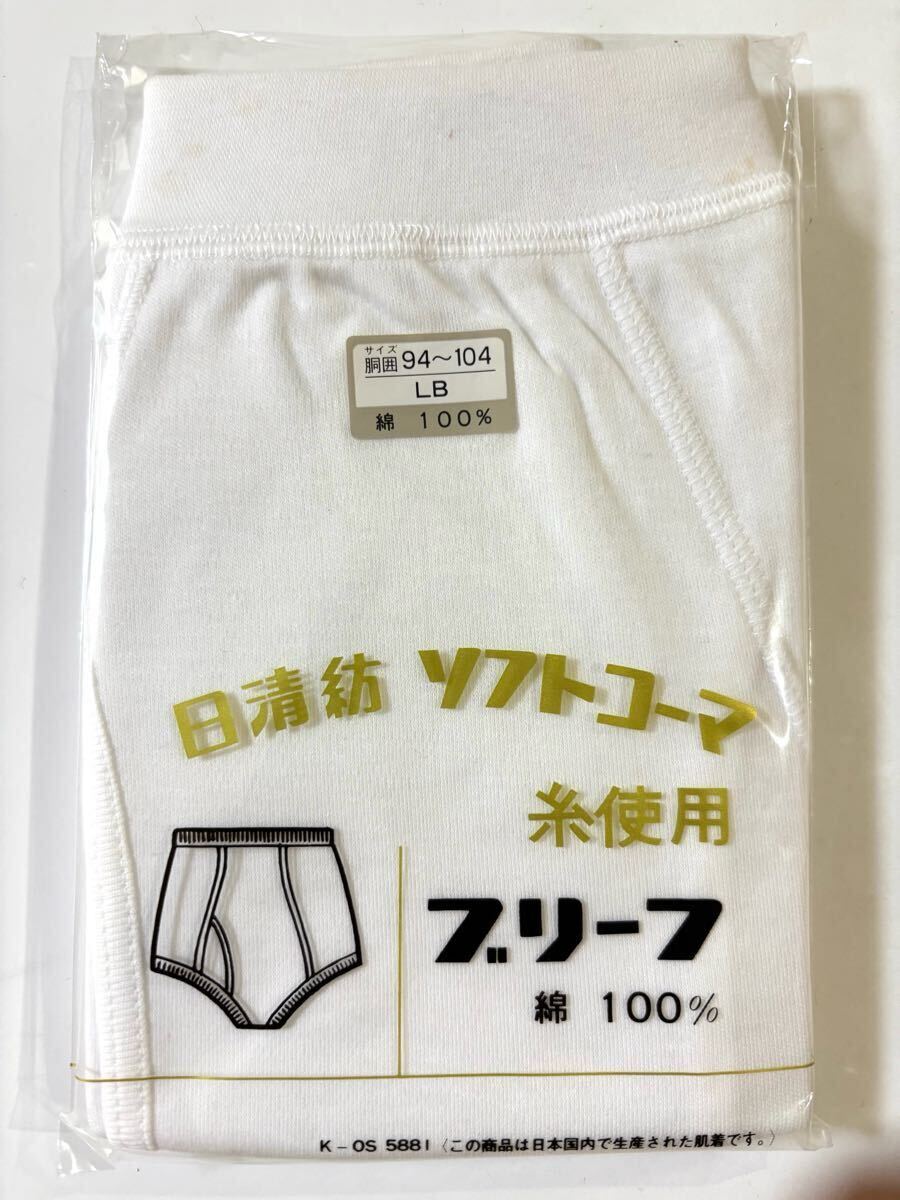 サイズ
胴囲 94～104
LB
綿 100%
日清紡 ソフトコーマ
糸使用
ブリーフ
綿 100%
K－OS 5881〈この商品は日本国内で生産された肌着です。〉